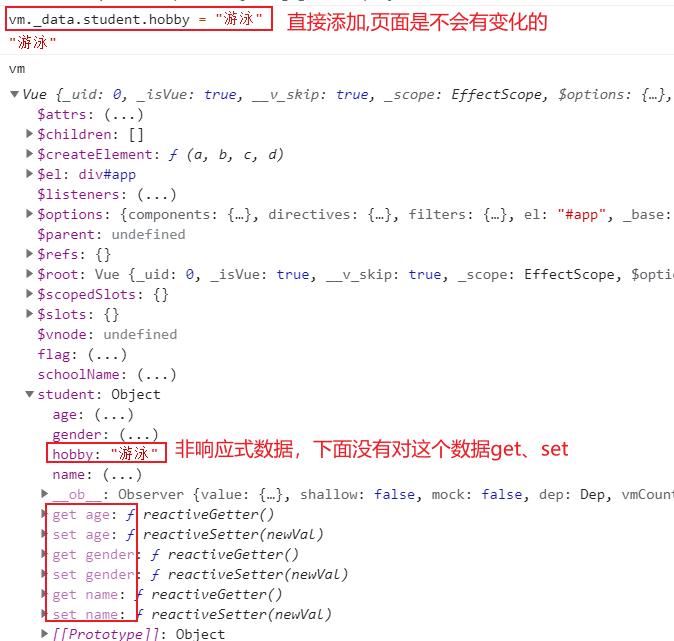 vm._data.student.hobby = "游泳" 直接添加,页面是不会有变化的
"游泳"
vm
Vue {_uid: 0, _isVue: true, __v_skip: true, _scope: EffectScope, $options: {…},
$attrs: (...)
$children: []
$createElement: ƒ (a, b, c, d)
$el: div#app
$listeners: (...)
$options: {components: {…}, directives: {…}, filters: {…}, el: "#app", _base:
$parent: undefined
$refs: {}
$root: Vue {_uid: 0, _isVue: true, __v_skip: true, _scope: EffectScope, $optio
$scopedSlots: {}
$slots: {}
$vnode: undefined
flag: (...)
schoolName: (...)
student: Object
age: (...)
gender: (...)
hobby: "游泳" 非响应式数据，下面没有对这个数据get、set
name: (...)
__ob__: Observer {value: {…}, shallow: false, mock: false, dep: Dep, vmCount
get age: ƒ reactiveGetter()
set age: ƒ reactiveSetter(newVal)
get gender: ƒ reactiveGetter()
set gender: ƒ reactiveSetter(newVal)
get name: ƒ reactiveGetter()
set name: ƒ reactiveSetter(newVal)
[[Prototype]]: Object